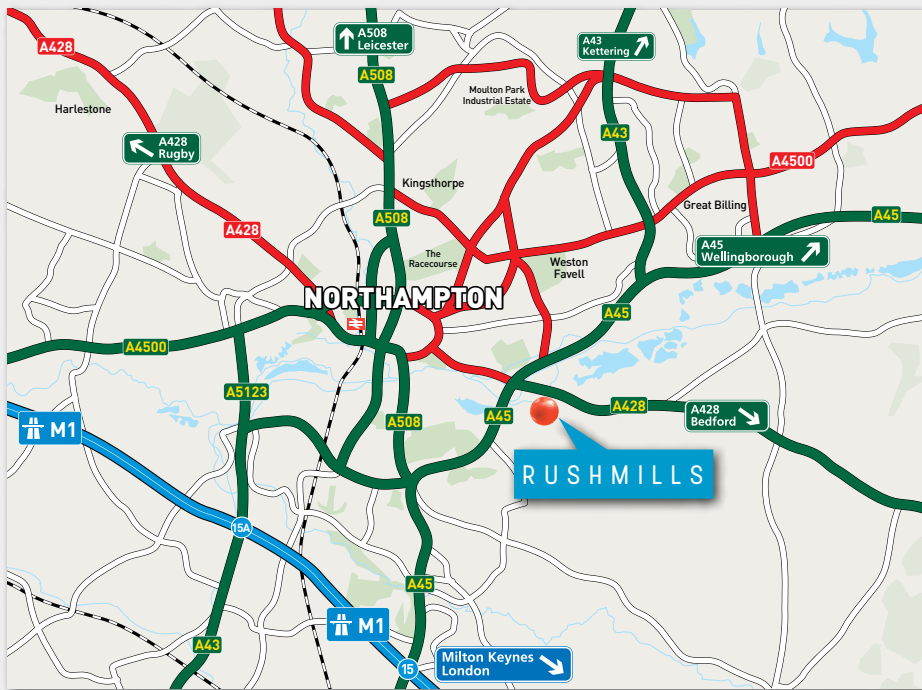 A508
Leicester
A43
Kettering
A428
A508
Moulton Park
Industrial Estate
Harlestone
A43
A428
Rugby
A4500
Kingsthorpe
Great Billing
A508
A45
A428
The
Racecourse
Weston
Favell
A45
Wellingborough
NORTHAMPTON
A45
A4500
A5123
A428
A45
A508
A428
Bedford
M1
RUSHMILLS
15A
A45
M1
A43
15
Milton Keynes
London